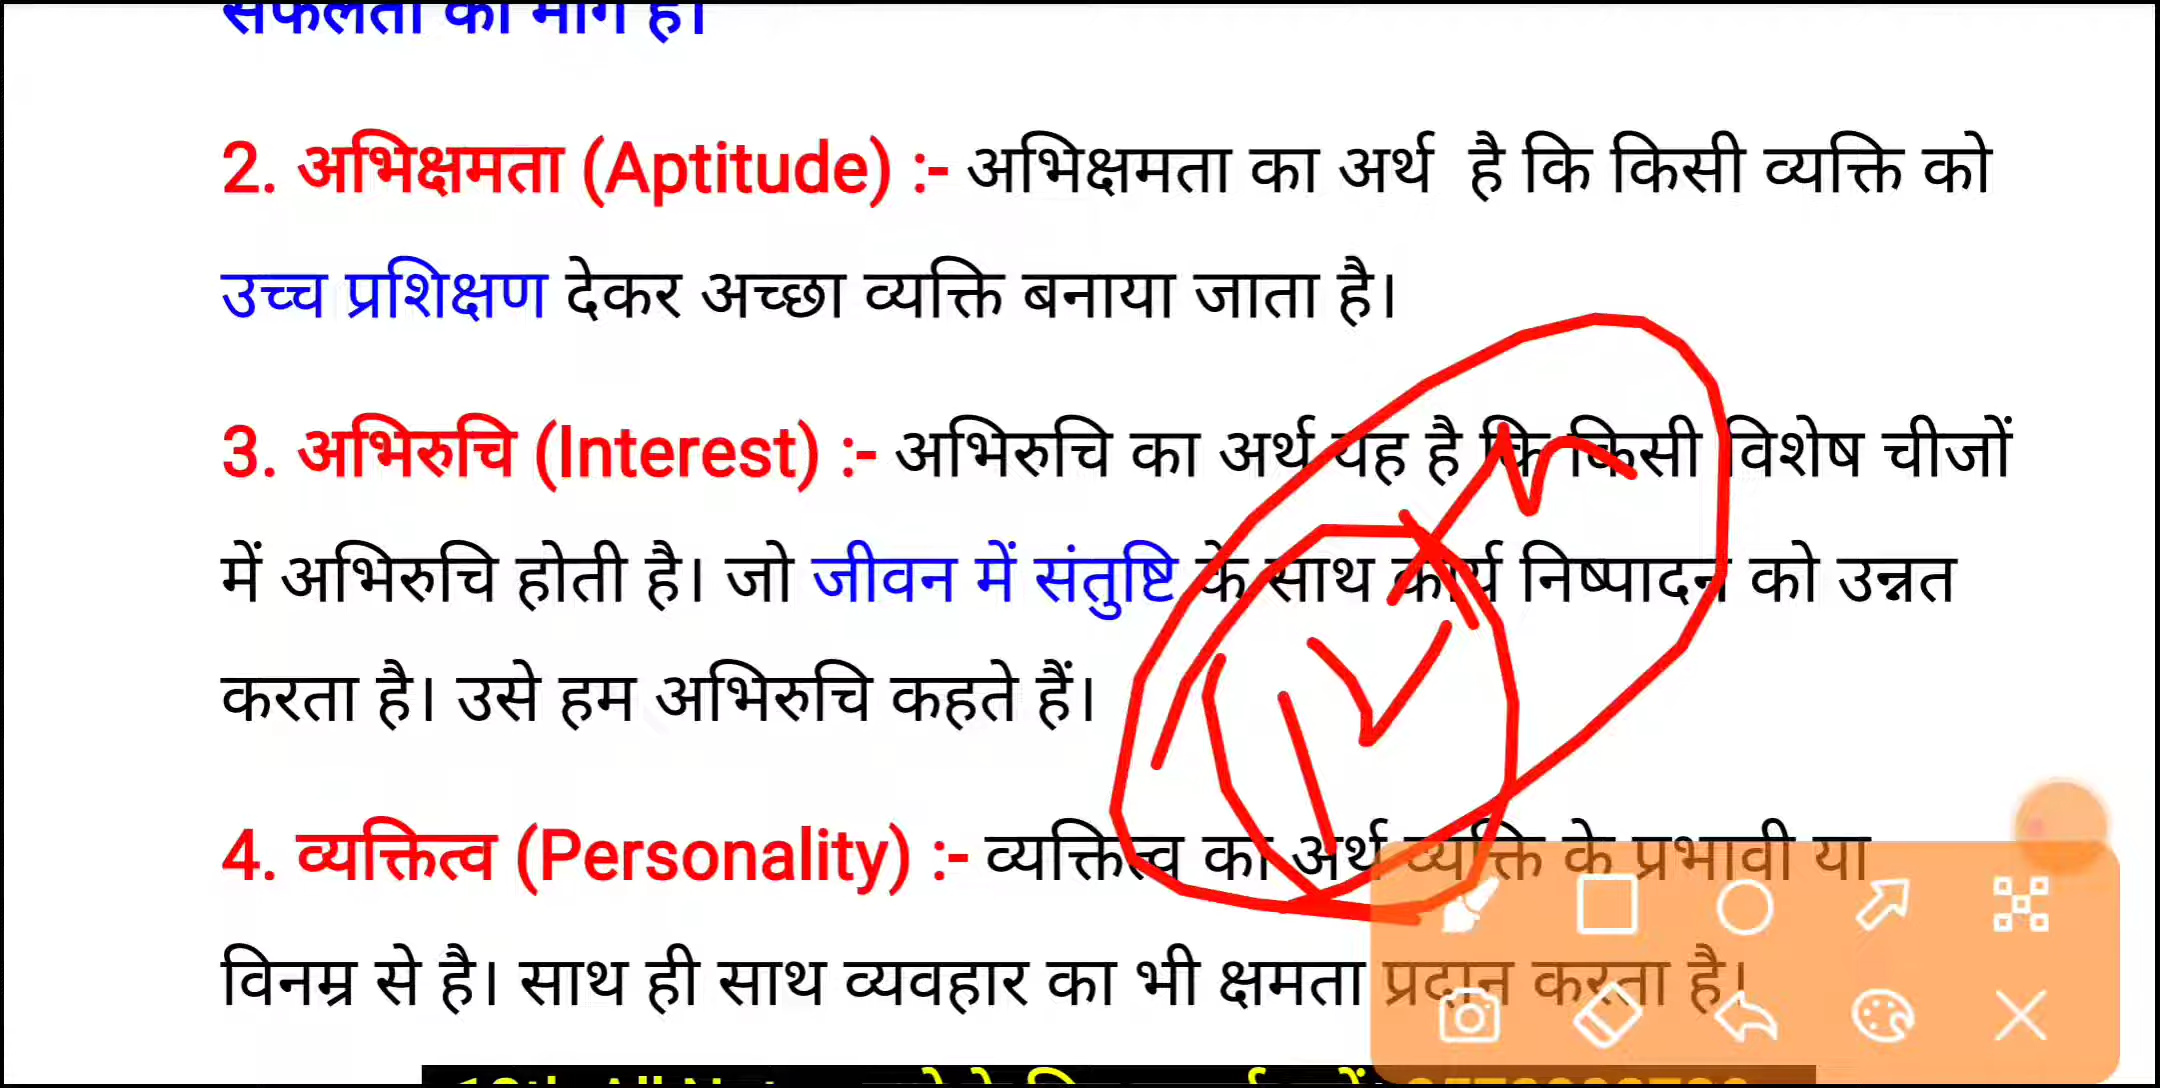 सफलता की मांग है।
2. अभिक्षमता (Aptitude) :- अभिक्षमता का अर्थ है कि किसी व्यक्ति को
उच्च प्रशिक्षण देकर अच्छा व्यक्ति बनाया जाता है।
3. अभिरुचि (Interest) :- अभिरुचि का अर्थ यह है कि किसी विशेष चीजों
में अभिरुचि होती है। जो जीवन में संतुष्टि के साथ कार्य निष्पादन को उन्नत
करता है। उसे हम अभिरुचि कहते हैं।
4. व्यक्तित्व (Personality) :- व्यक्तित्व का अर्थ व्यक्ति के प्रभावी या
विनम्र से है। साथ ही साथ व्यवहार का भी क्षमता प्रदान करता है।